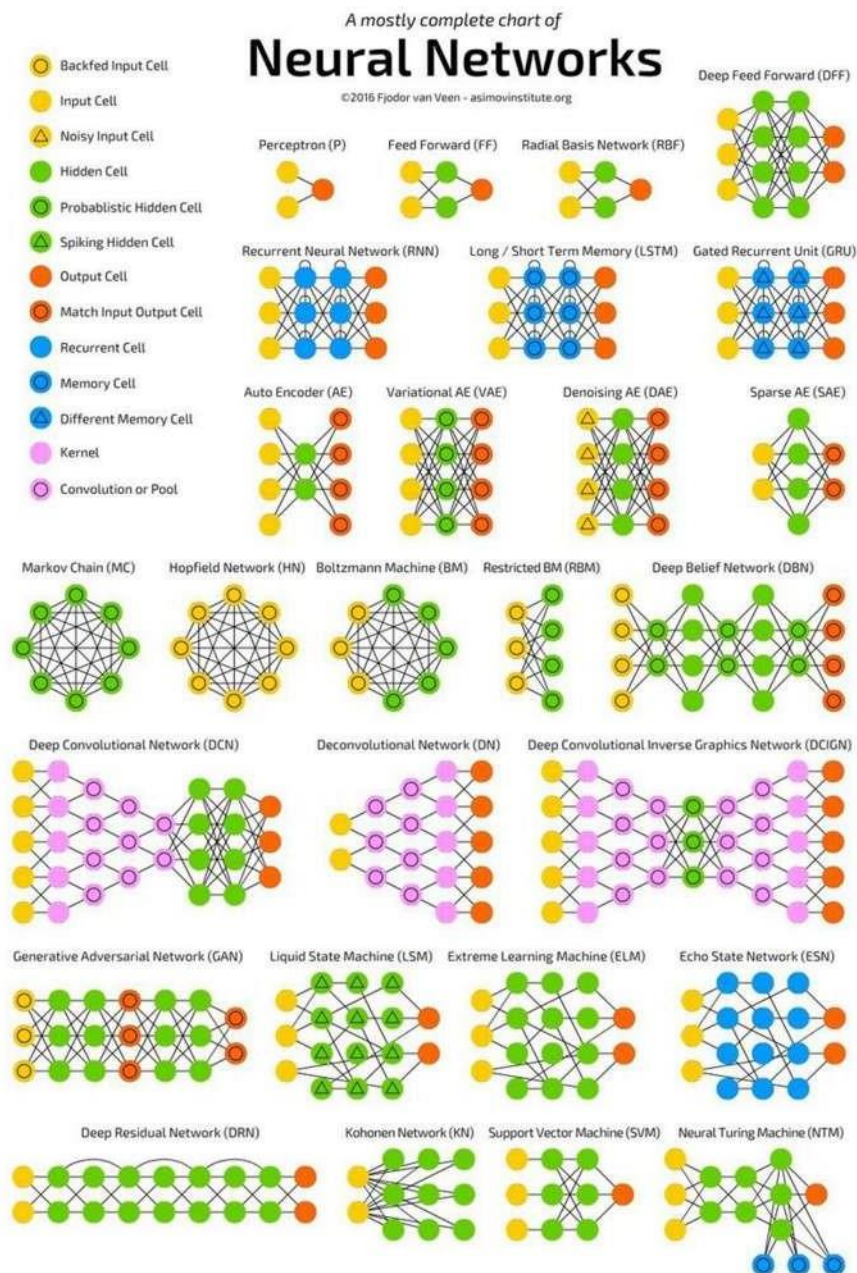 A mostly complete chart of
Neural Networks
©2016 Fjodor van Veen - asimovinstitute.org
Backfed Input Cell
Input Cell
Noisy Input Cell
Hidden Cell
Probablistic Hidden Cell
Spiking Hidden Cell
Output Cell
Match Input Output Cell
Recurrent Cell
Memory Cell
Different Memory Cell
Kernel
Convolution or Pool
Deep Feed Forward (DFF)
Perceptron (P)
Feed Forward (FF)
Radial Basis Network (RBF)
Recurrent Neural Network (RNN)
Long / Short Term Memory (LSTM)
Gated Recurrent Unit (GRU)
Auto Encoder (AE)
Variational AE (VAE)
Denoising AE (DAE)
Sparse AE (SAE)
Markov Chain (MC)
Hopfield Network (HN)
Boltzmann Machine (BM)
Restricted BM (RBM)
Deep Belief Network (DBN)
Deep Convolutional Network (DCN)
Deconvolutional Network (DN)
Deep Convolutional Inverse Graphics Network (DCIGN)
Generative Adversarial Network (GAN)
Liquid State Machine (LSM)
Extreme Learning Machine (ELM)
Echo State Network (ESN)
Deep Residual Network (DRN)
Kohonen Network (KN)
Support Vector Machine (SVM)
Neural Turing Machine (NTM)